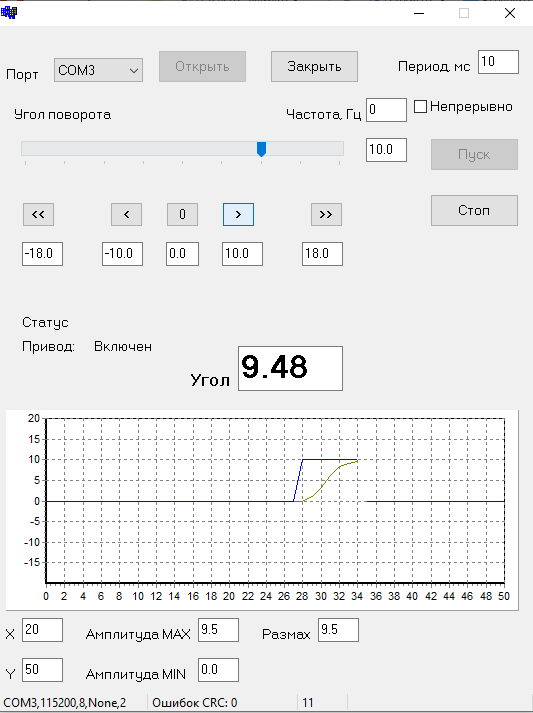 Порт COM3 Открыть Закрыть Период, мс 10
Угол поворота Частота, Гц 0 Непрерывно
10.0 Пуск
<< < 0 > >> Стоп
-18.0 -10.0 0.0 10.0 18.0
Статус
Привод: Включен
Угол 9.48
20
15
10
5
0
-5
-10
-15
0 2 4 6 8 10 12 14 16 18 20 22 24 26 28 30 32 34 36 38 40 42 44 46 48 50
X 20 Амплитуда MAX 9.5 Размах 9.5
Y 50 Амплитуда MIN 0.0
COM3,115200,8,None,2 Ошибок CRC: 0 11